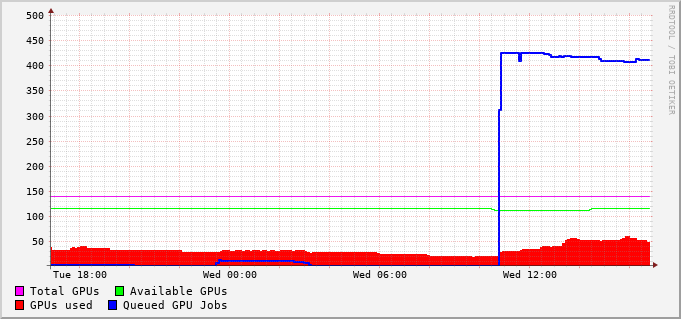 500
450
400
350
300
250
200
150
100
50
Tue 18:00 Wed 00:00 Wed 06:00 Wed 12:00
Total GPUs Available GPUs
GPUs used Queued GPU Jobs
RRDTOOL / TOBI OETIKER